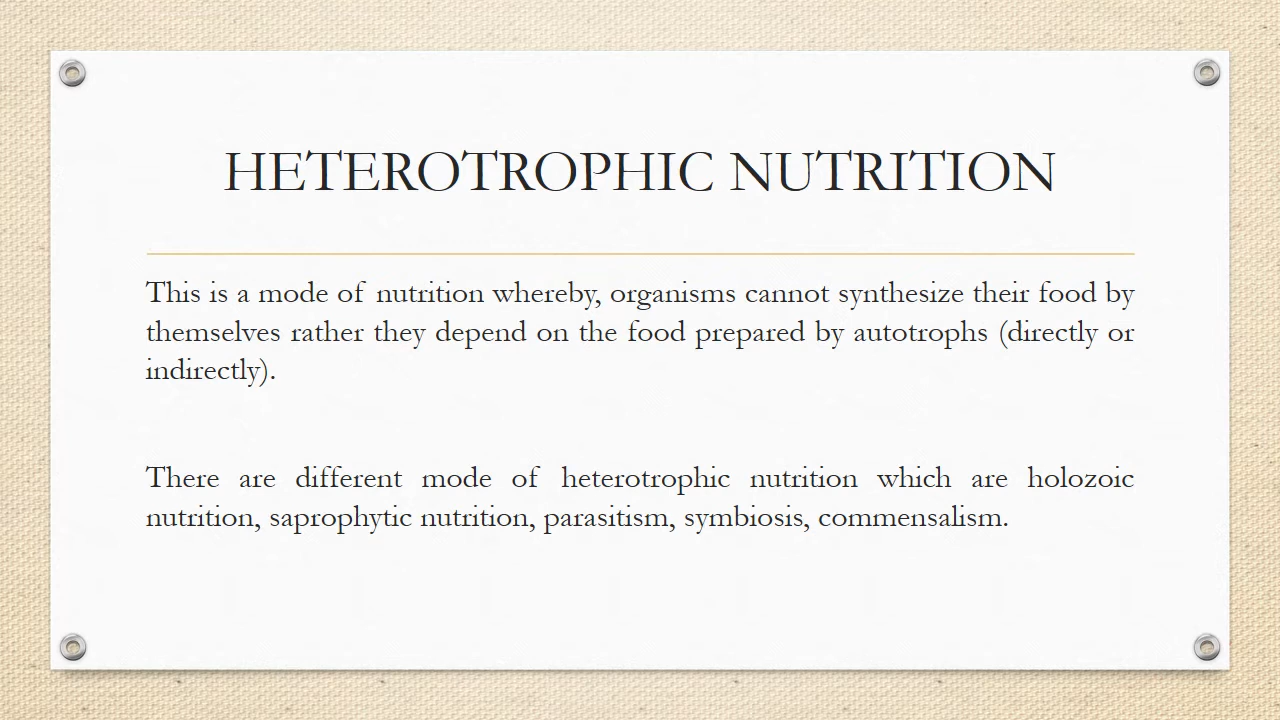 HETEROTROPHIC NUTRITION
This is a mode of nutrition whereby, organisms cannot synthesize their food by
themselves rather they depend on the food prepared by autotrophs (directly or
indirectly).
There are different mode of heterotrophic nutrition which are holozoic
nutrition, saprophytic nutrition, parasitism, symbiosis, commensalism.